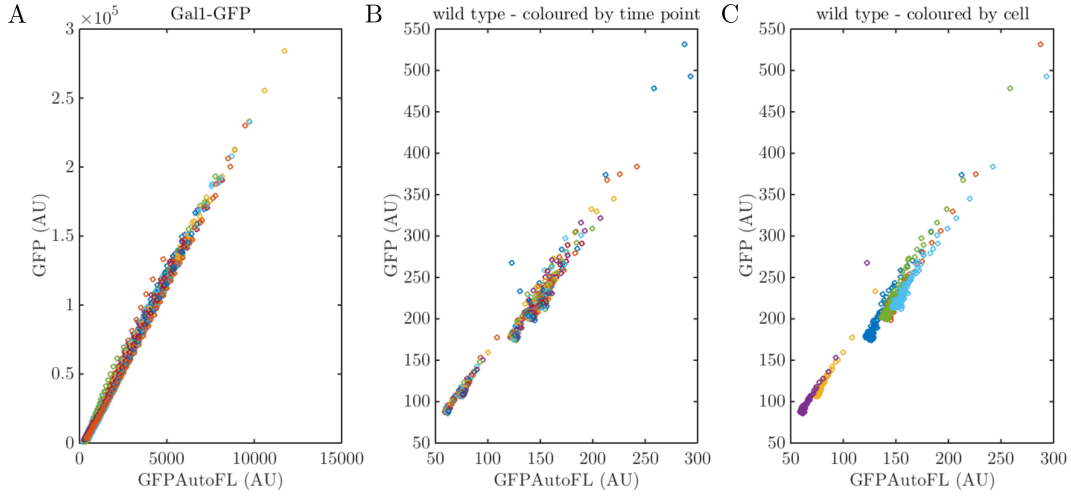 A
Gal1-GFP
×10^5
3
2.5
2
1.5
1
0.5
0
GFP (AU)
0 5000 10000 15000
GFPAutoFL (AU)
B
wild type - coloured by time point
550
500
450
400
350
300
250
200
150
100
50
GFP (AU)
50 100 150 200 250 300
GFPAutoFL (AU)
C
wild type - coloured by cell
550
500
450
400
350
300
250
200
150
100
50
GFP (AU)
50 100 150 200 250 300
GFPAutoFL (AU)